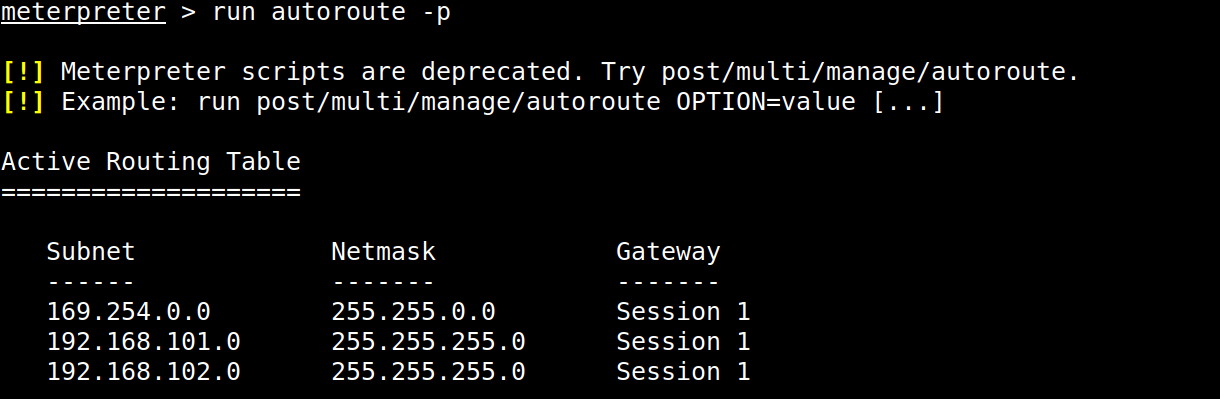 meterpreter > run autoroute -p
[!] Meterpreter scripts are deprecated. Try post/multi/manage/autoroute.
[!] Example: run post/multi/manage/autoroute OPTION=value [...]
Active Routing Table
====================
Subnet Netmask Gateway
------ ------- -------
169.254.0.0 255.255.0.0 Session 1
192.168.101.0 255.255.255.0 Session 1
192.168.102.0 255.255.255.0 Session 1